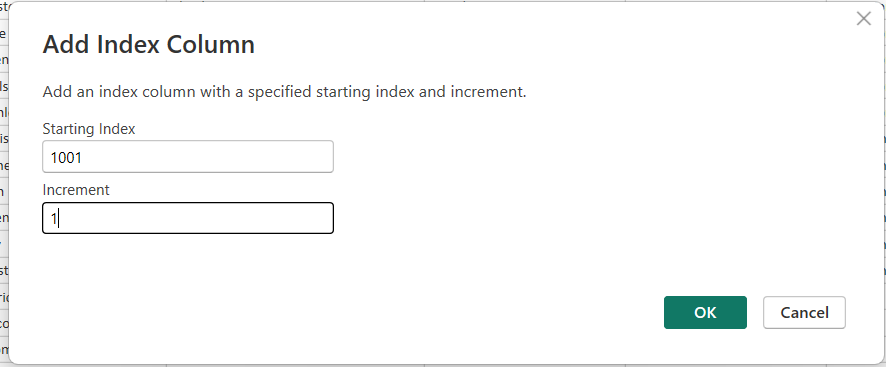 Add Index Column
Add an index column with a specified starting index and increment.
Starting Index
1001
Increment
1
OK
Cancel